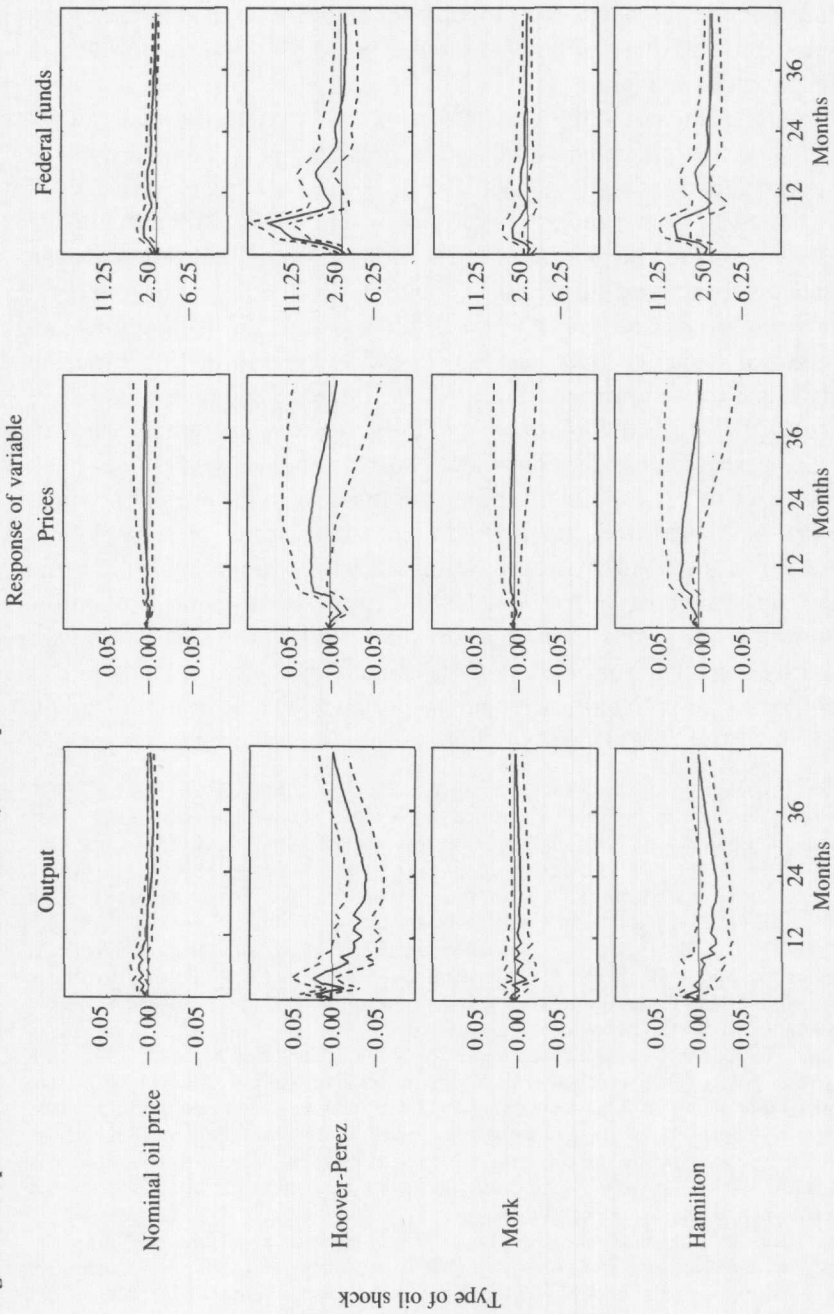 Response of variable
Output
Prices
Federal funds
Type of oil shock
Nominal oil price
0.05
−0.00
−0.05
0.05
−0.00
−0.05
11.25
2.50
−6.25
Hoover-Perez
0.05
−0.00
−0.05
0.05
−0.00
−0.05
11.25
2.50
−6.25
Mork
0.05
−0.00
−0.05
0.05
−0.00
−0.05
11.25
2.50
−6.25
Hamilton
0.05
−0.00
−0.05
0.05
−0.00
−0.05
11.25
2.50
−6.25
12 24 36
12 24 36
12 24 36
Months
Months
Months